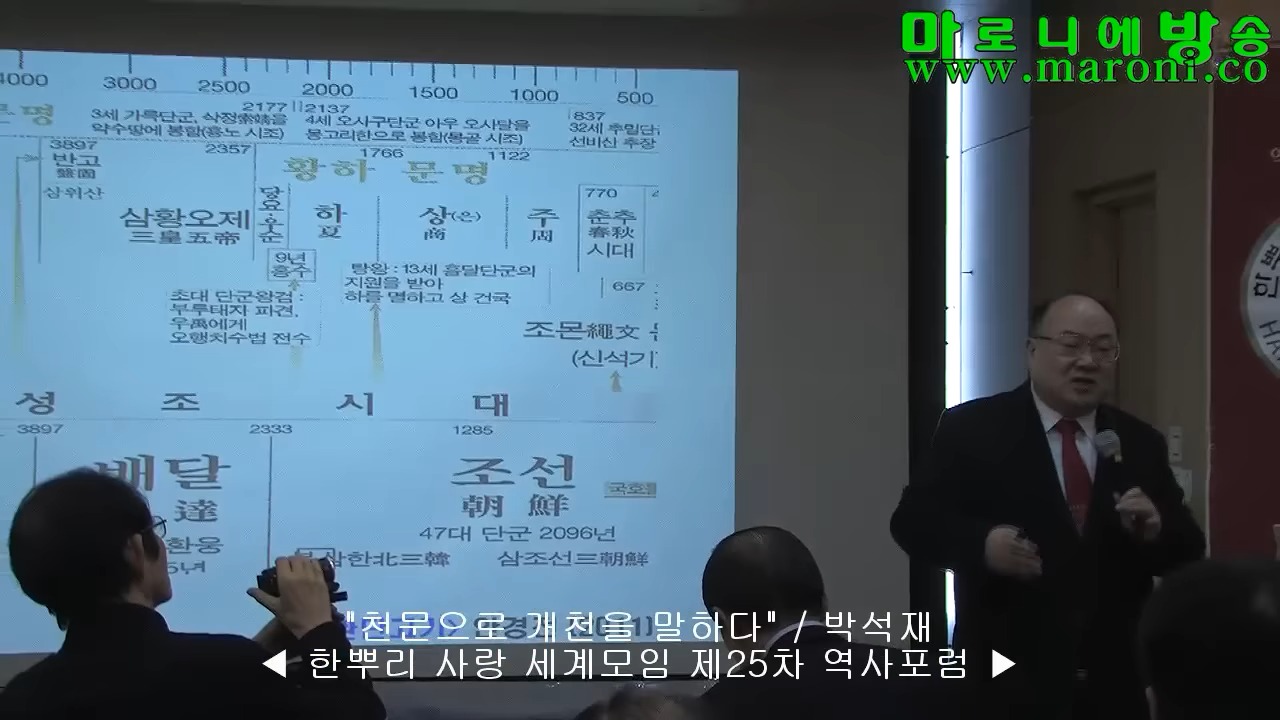 마로니에방송
www.maroni.co
4000 3000 2500 2000 1500 1000 500
2177 2137 837
3세 가륵단군, 삭정索靖을
약수땅에 봉함(흉노 시조)
4세 오사구단군 아우 오사달을
몽고리한으로 봉함(몽골 시조)
32세 추밀단
선비산 추장
3897 2357 1766 1122
반고
盤固
삼위산
황하 문명
삼황오제
三皇五帝
당요
우순
하
夏
상(은)
商
주
周
770
춘추
春秋
시대
9년
홍수
탕왕 : 13세 흘달단군의
지원을 받아
하를 멸하고 상 건국
667
초대 단군왕검 :
부루태자 파견,
우禹에게
오행치수법 전수
조몬繩文
(신석기
성 조 시 대
3897 2333 1285
배달
達
환웅
조선
朝鮮
국호
47대 단군 2096년
삼한北三韓 삼조선三朝鮮
"천문으로 개천을 말하다" / 박석재
◀ 한뿌리 사랑 세계모임 제25차 역사포럼 ▶
한뿌
HA